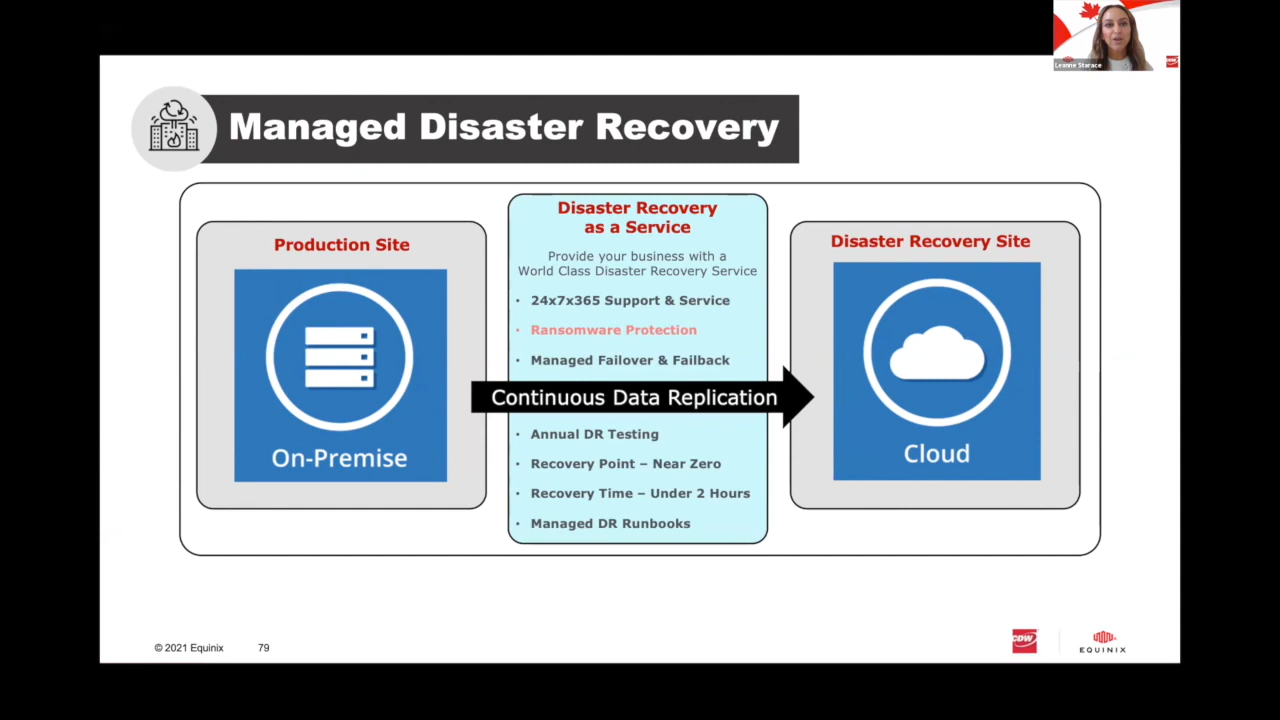 Leanne Starace
CDW
Managed Disaster Recovery
Production Site
On-Premise
Disaster Recovery
as a Service
Provide your business with a
World Class Disaster Recovery Service
• 24x7x365 Support & Service
• Ransomware Protection
• Managed Failover & Failback
Continuous Data Replication
• Annual DR Testing
• Recovery Point – Near Zero
• Recovery Time – Under 2 Hours
• Managed DR Runbooks
Disaster Recovery Site
Cloud
© 2021 Equinix
79
CDW
EQUINIX